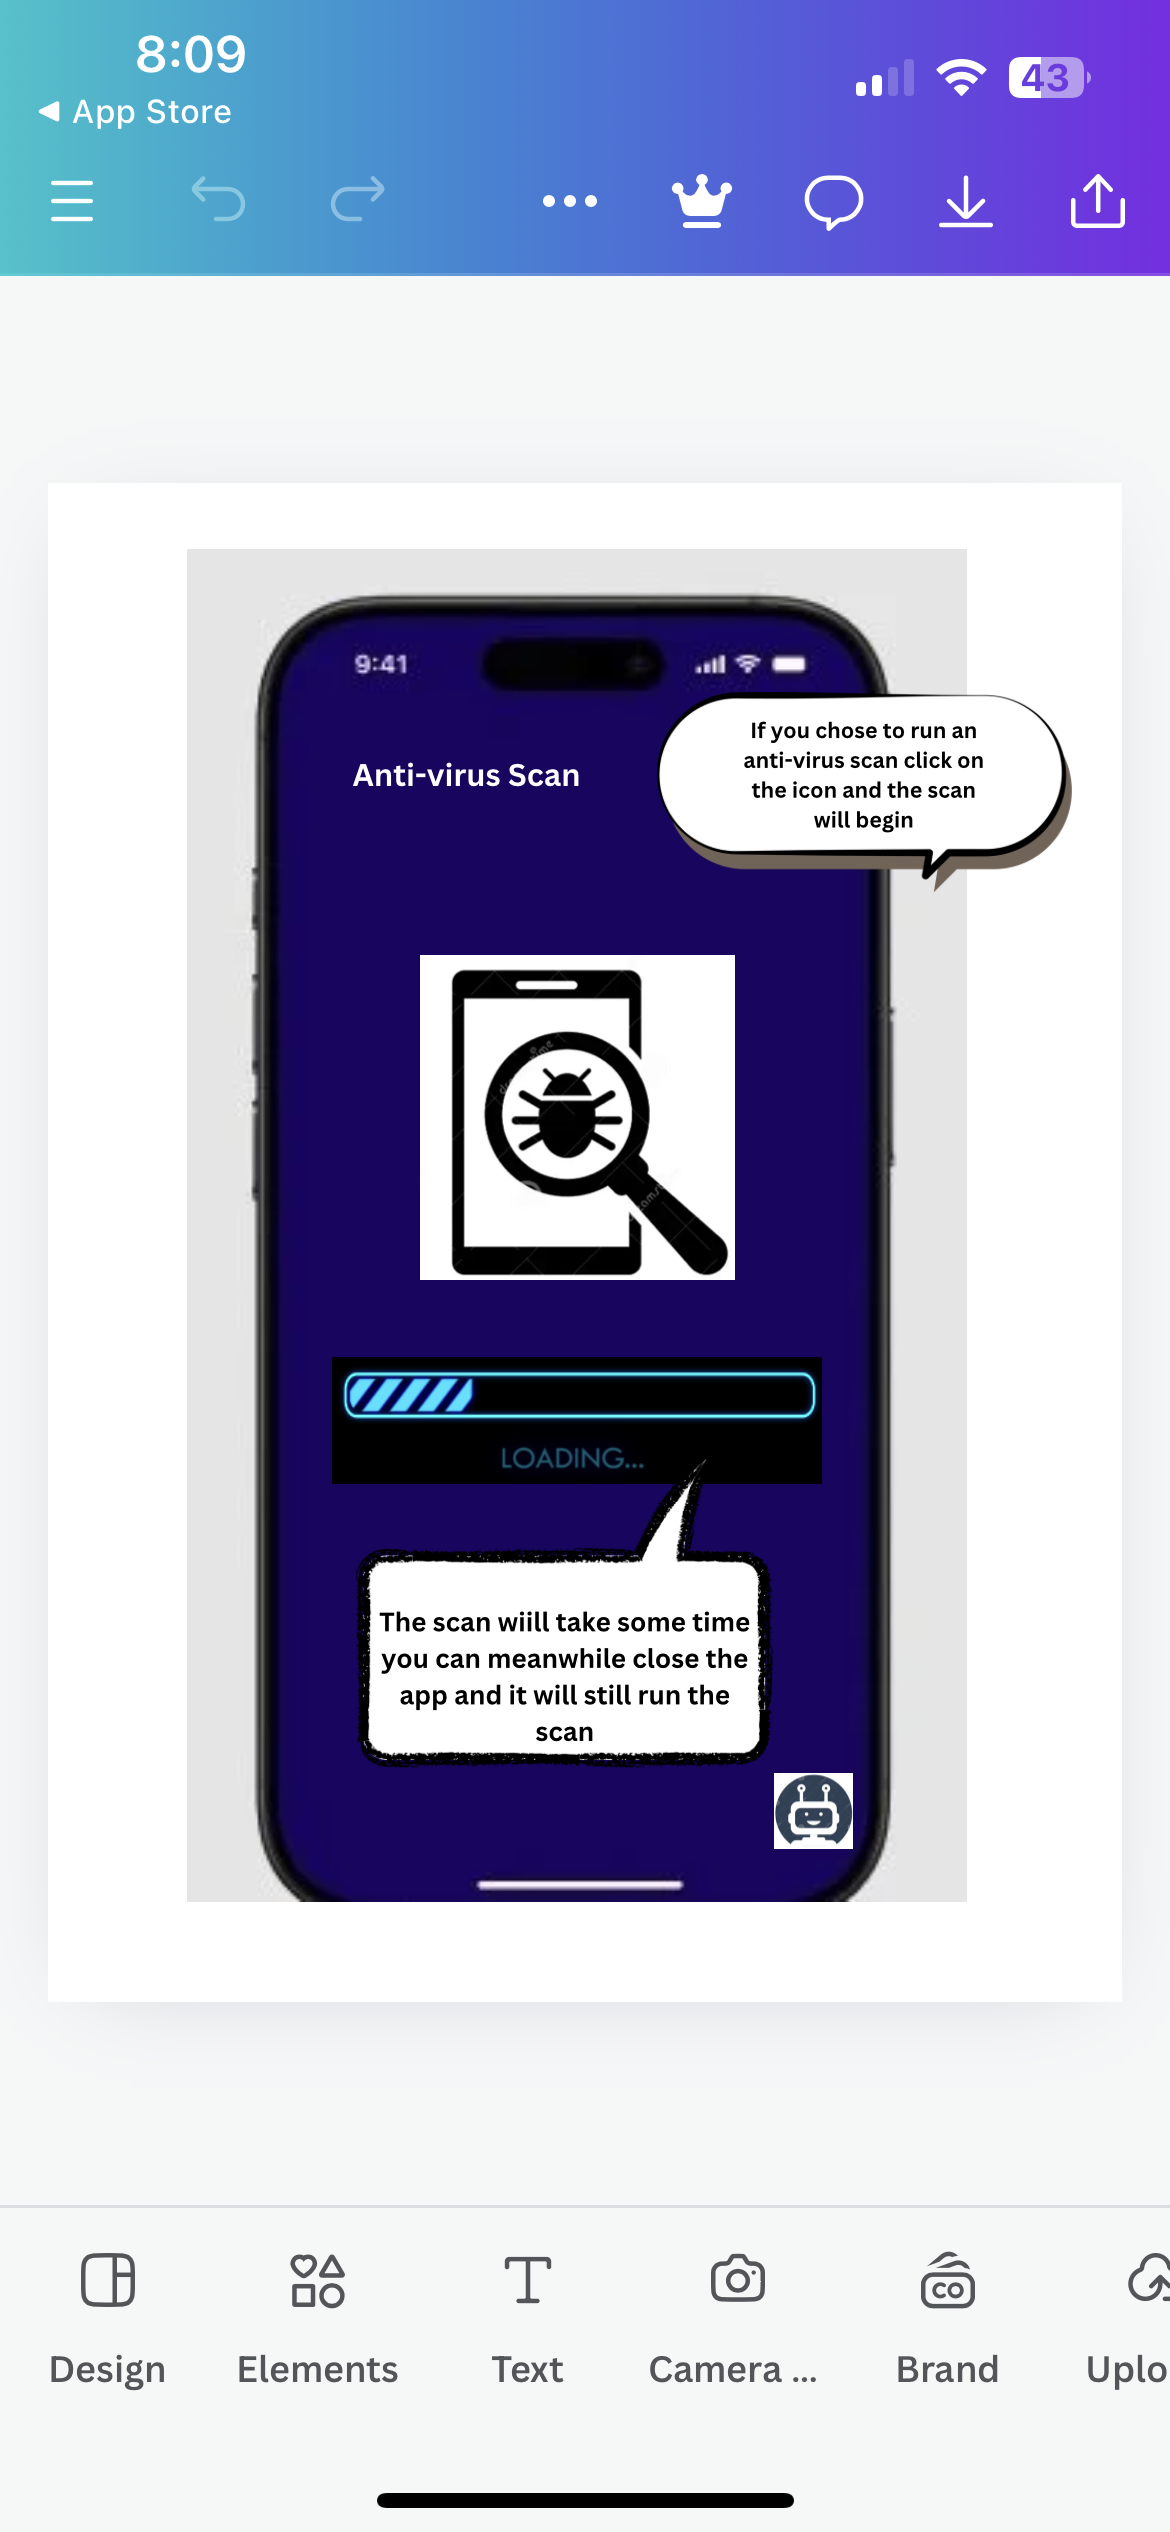 8:09
43
App Store
9:41
Anti-virus Scan
If you chose to run an
anti-virus scan click on
the icon and the scan
will begin
LOADING...
The scan wiill take some time
you can meanwhile close the
app and it will still run the
scan
CO
Design
Elements
Text
Camera ...
Brand
Uplo